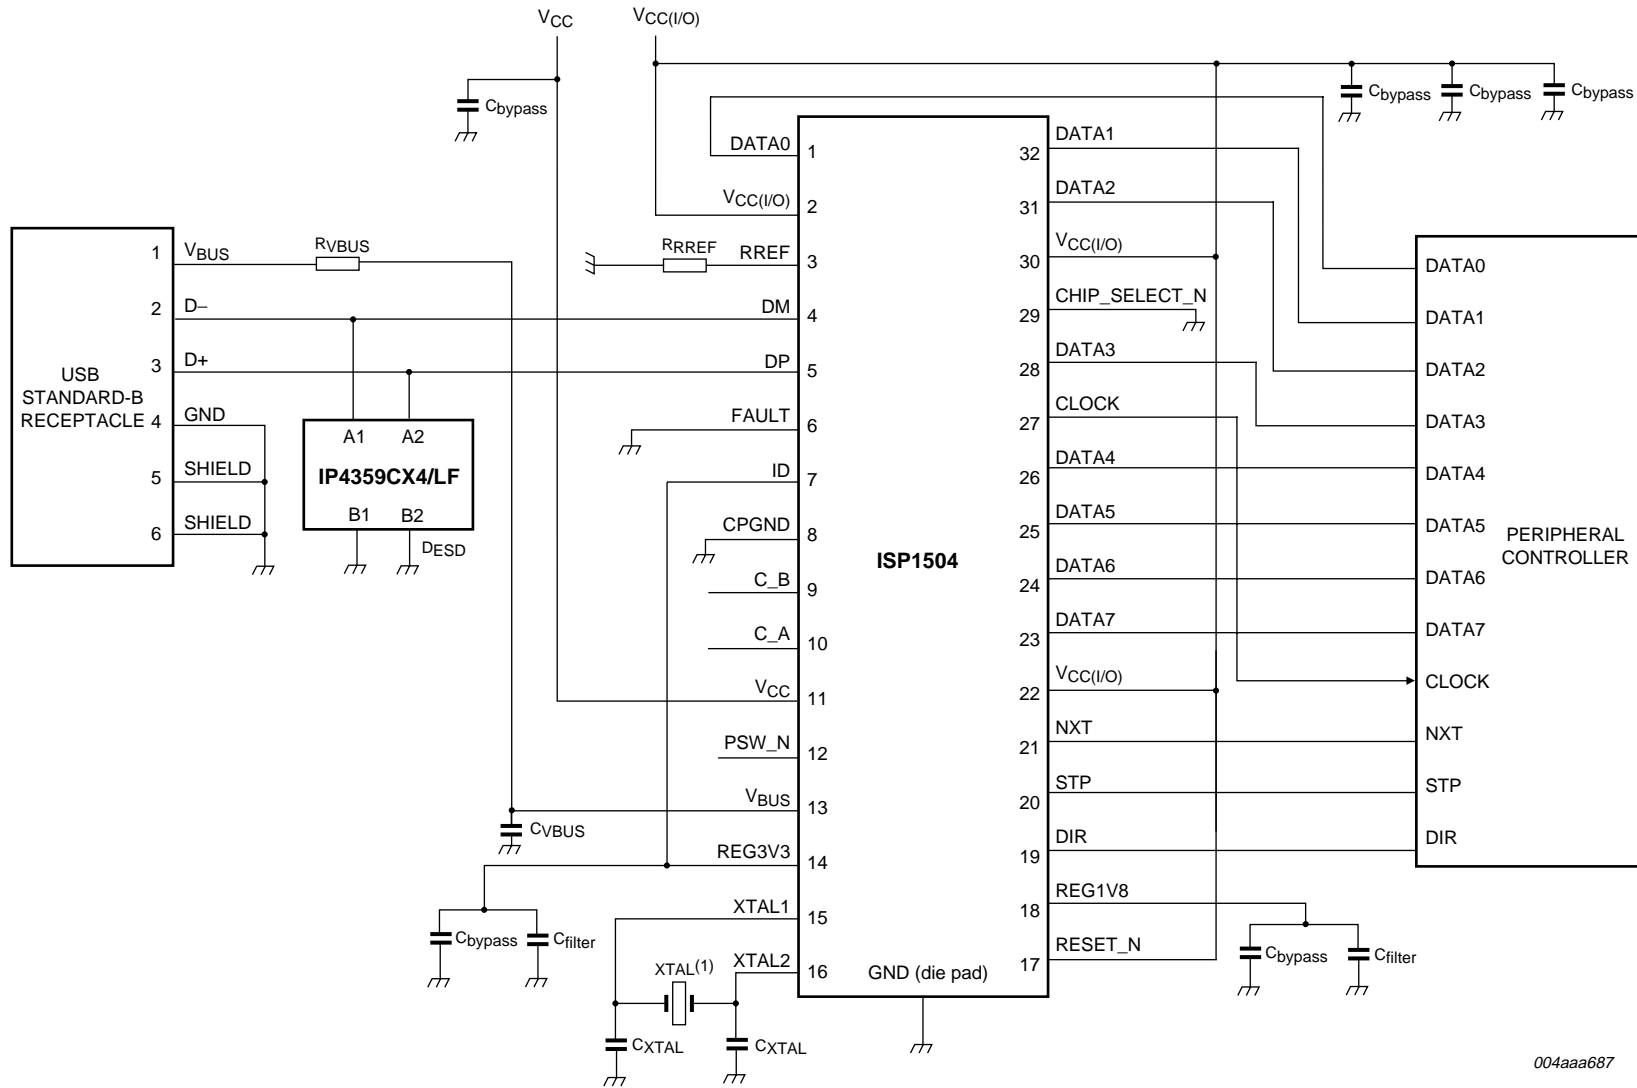 VCC
VCC(I/O)
Cbypass
Cbypass
Cbypass
Cbypass
USB
STANDARD-B
RECEPTACLE
1
VBUS
2
D−
3
D+
4
GND
5
SHIELD
6
SHIELD
RVBUS
A1
A2
IP4359CX4/LF
B1
B2
DESD
RRREF
DATA0
1
VCC(I/O)
2
RREF
3
DM
4
DP
5
FAULT
6
ID
7
CPGND
8
C_B
9
C_A
10
VCC
11
PSW_N
12
VBUS
13
REG3V3
14
XTAL1
15
XTAL2
16
CVBUS
Cbypass
Cfilter
XTAL(1)
CXTAL
CXTAL
ISP1504
GND (die pad)
32
DATA1
31
DATA2
30
VCC(I/O)
29
CHIP_SELECT_N
28
DATA3
27
CLOCK
26
DATA4
25
DATA5
24
DATA6
23
DATA7
22
VCC(I/O)
21
NXT
20
STP
19
DIR
18
REG1V8
17
RESET_N
Cbypass
Cfilter
DATA0
DATA1
DATA2
DATA3
DATA4
DATA5
DATA6
DATA7
CLOCK
NXT
STP
DIR
PERIPHERAL
CONTROLLER
004aaa687